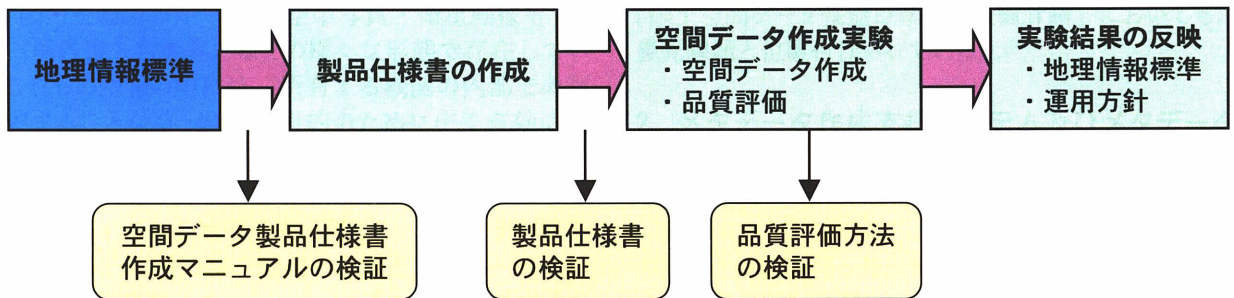 地理情報標準
製品仕様書の作成
空間データ作成実験
・空間データ作成
・品質評価
実験結果の反映
・地理情報標準
・運用方針
空間データ製品仕様書
作成マニュアルの検証
製品仕様書
の検証
品質評価方法
の検証